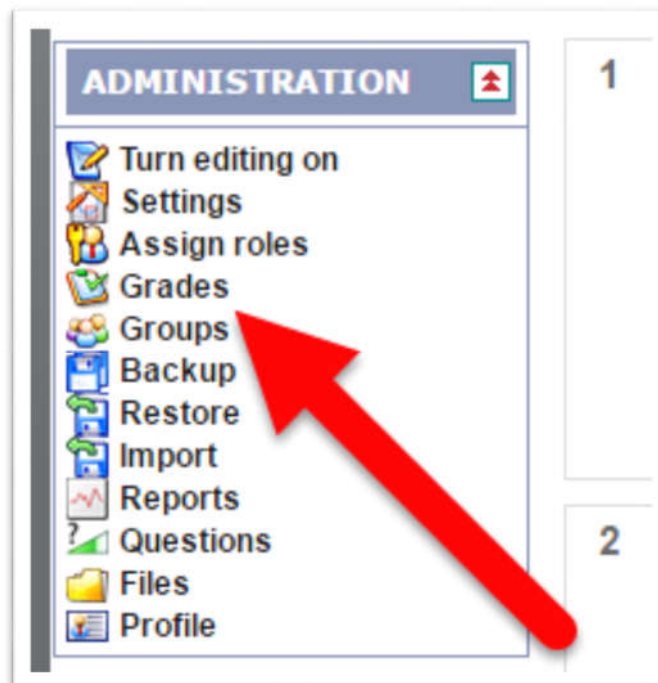 ADMINISTRATION
Turn editing on
Settings
Assign roles
Grades
Groups
Backup
Restore
Import
Reports
? Questions
Files
Profile
1
2